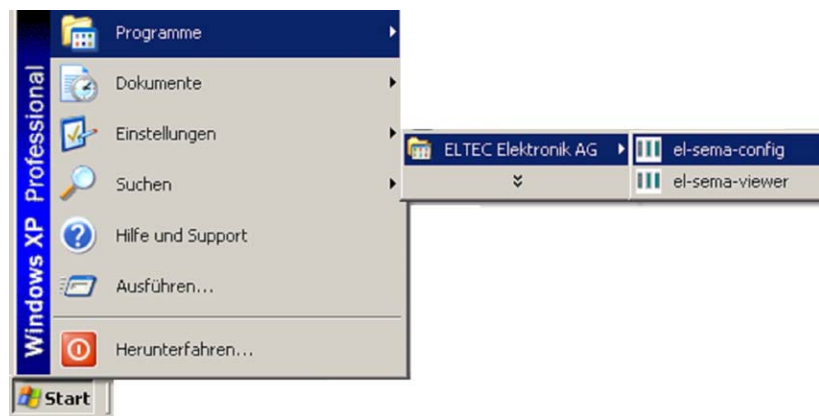 Windows XP Professional
Programme
Dokumente
Einstellungen
Suchen
Hilfe und Support
Ausführen...
Herunterfahren...
ELTEC Elektronik AG
el-sema-config
el-sema-viewer
Start